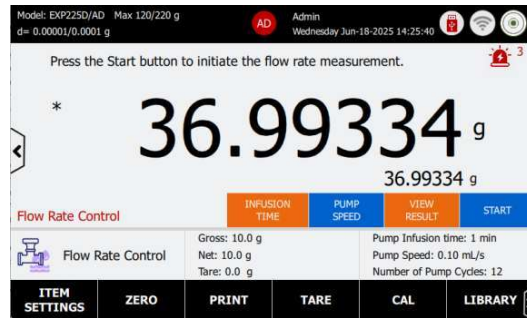 Model: EXP225D/AD Max 120/220 g
d= 0.00001/0.0001 g
AD
Admin
Wednesday Jun-18-2025 14:25:40
Press the Start button to initiate the flow rate measurement.
3
*
36.99334 g
36.99334 g
Flow Rate Control
INFUSION
TIME
PUMP
SPEED
VIEW
RESULT
START
Flow Rate Control
Gross: 10.0 g
Net: 10.0 g
Tare: 0.0 g
Pump Infusion time: 1 min
Pump Speed: 0.10 mL/s
Number of Pump Cycles: 12
ITEM
SETTINGS
ZERO
PRINT
TARE
CAL
LIBRARY